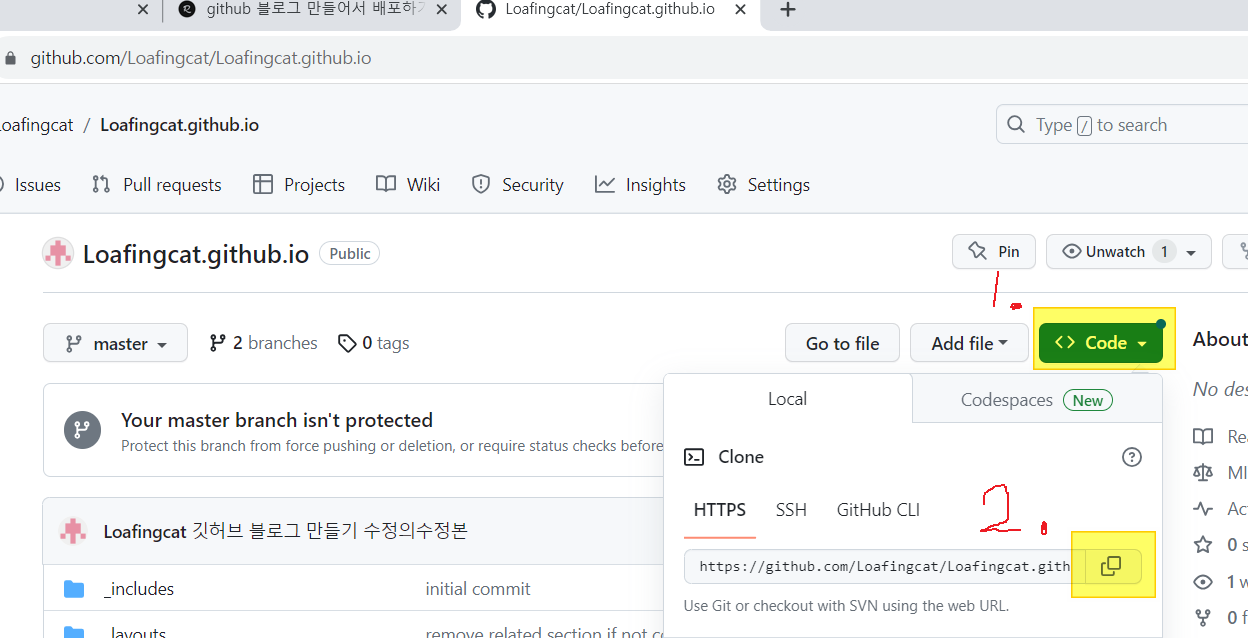 github 블로그 만들어서 배포하기
Loafingcat/Loafingcat.github.io
github.com/Loafingcat/Loafingcat.github.io
oafingcat / Loafingcat.github.io
Type / to search
Issues Pull requests Projects Wiki Security Insights Settings
Loafingcat.github.io Public
Pin Unwatch 1
1.
master 2 branches 0 tags Go to file Add file Code
About
No des
Local Codespaces New
Your master branch isn't protected
Protect this branch from force pushing or deletion, or require status checks before
Clone
Rea
MI
HTTPS SSH GitHub CLI
2.
Act
Loafingcat 깃허브 블로그 만들기 수정의수정본
0 s
https://github.com/Loafingcat/Loafingcat.gith
1 w
_includes initial commit
Use Git or checkout with SVN using the web URL.
0 f
_layouts remove related section if not co